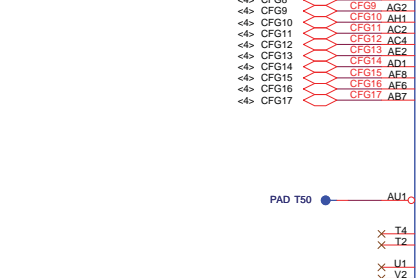 <4> CFG8
<4> CFG9 CFG9 AG2
<4> CFG10 CFG10 AH1
<4> CFG11 CFG11 AC2
<4> CFG12 CFG12 AC4
<4> CFG13 CFG13 AE2
<4> CFG14 CFG14 AD1
<4> CFG15 CFG15 AF8
<4> CFG16 CFG16 AF6
<4> CFG17 CFG17 AB7
PAD T50 AU1
T4
T2
U1
V2